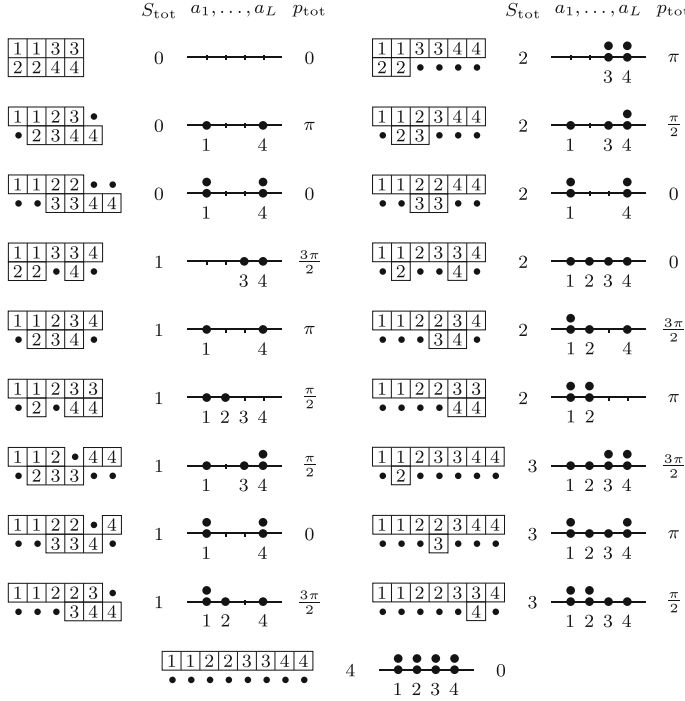 S_tot a_1, ..., a_L p_tot S_tot a_1, ..., a_L p_tot
1 1 3 3 1 1 3 3 4 4
2 2 4 4 0 0 2 2 • • • • 2 π
3 4
1 1 2 3 • 1 1 2 3 4 4
• 2 3 4 4 0 π • 2 3 • • • 2 π/2
1 4 1 3 4
1 1 2 2 • • 1 1 2 2 4 4
• • 3 3 4 4 0 0 • • 3 3 • • 2 π
1 4 1 4
1 1 3 3 4 1 1 2 3 3 4
2 2 • 4 • 1 3π/2 • 2 • • 4 • 2 0
3 4 1 2 3 4
1 1 2 3 4 1 1 2 2 3 4
• 2 3 4 • 1 π • • • 3 4 • 2 3π/2
1 4 1 2 4
1 1 2 3 3 1 1 2 2 3 3
• 2 • 4 4 1 π/2 • • • • 4 4 2 π
1 2 3 4 1 2
1 1 2 • 4 4 1 1 2 3 3 4 4
• 2 3 3 • • 1 π/2 • 2 • • • • • 3 3π/2
1 3 4 1 2 3 4
1 1 2 2 • 4 1 1 2 2 3 4 4
• • 3 3 4 • 1 0 • • • 3 • • • 3 π
1 4 1 2 3 4
1 1 2 2 3 • 1 1 2 2 3 3 4
• • • 3 4 4 1 3π/2 • • • • • 4 • 3 π/2
1 2 4 1 2 3 4
1 1 2 2 3 3 4 4
• • • • • • • • 4 0
1 2 3 4